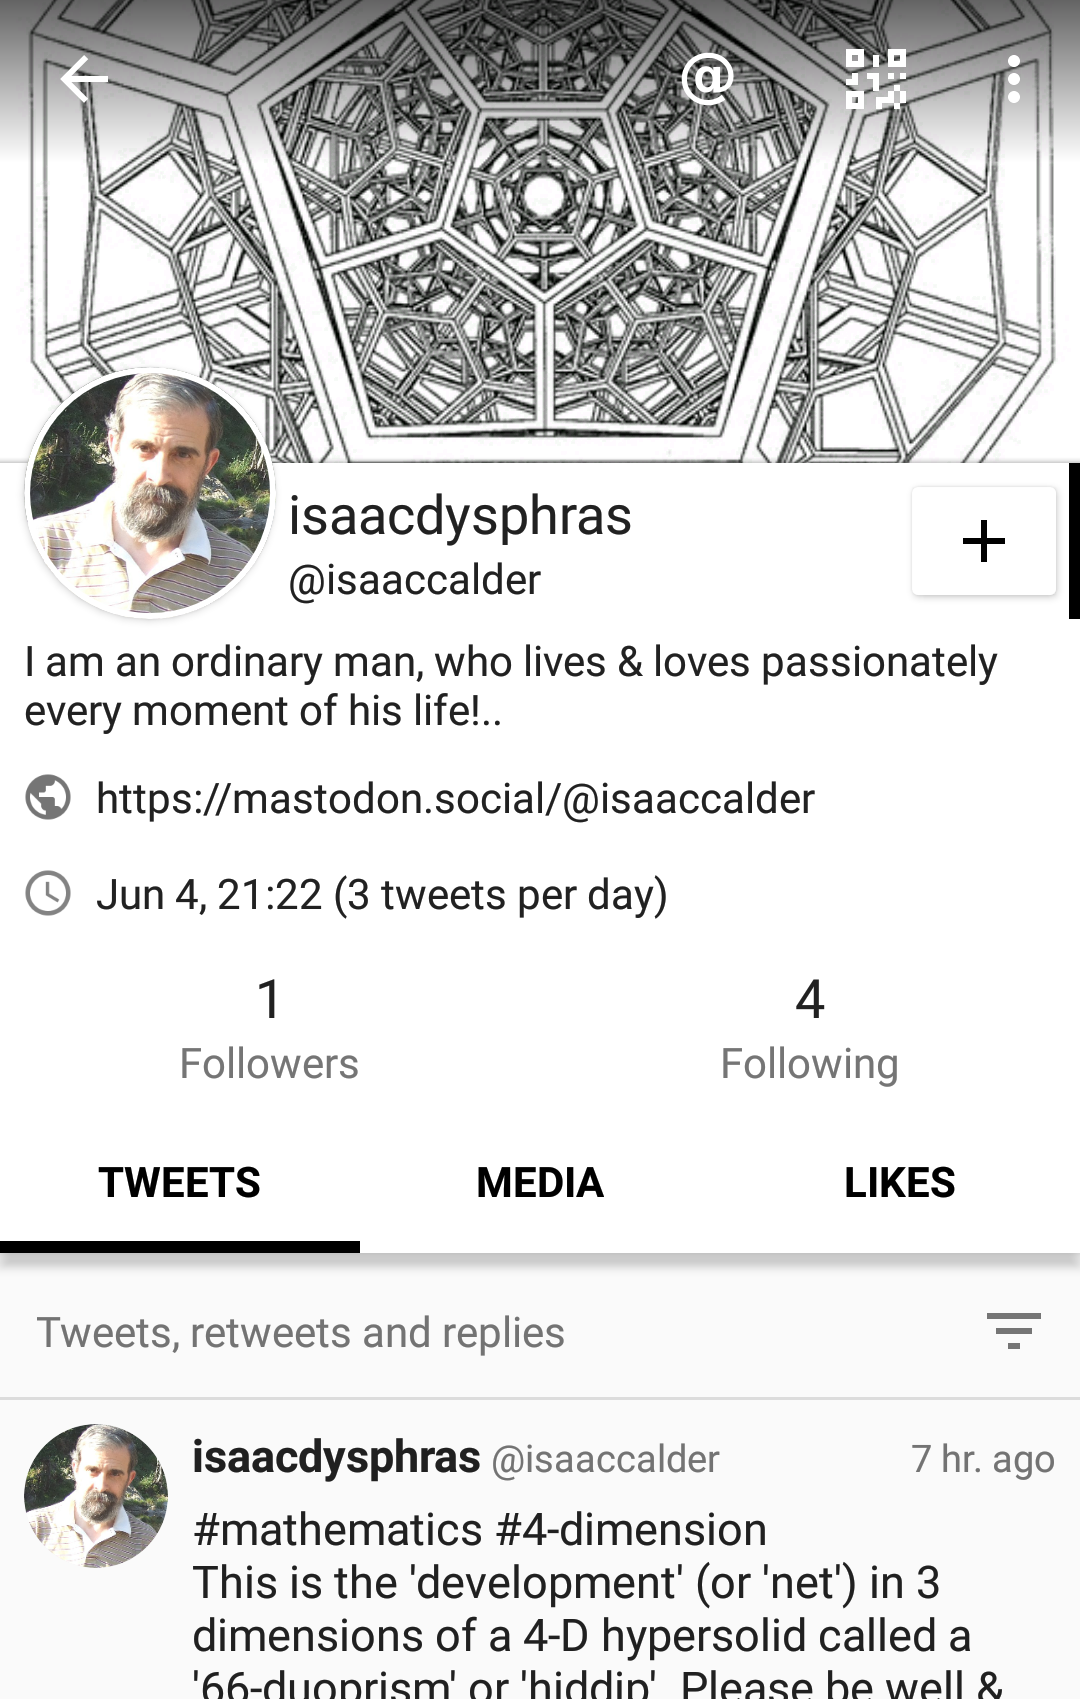 isaacdysphras
@isaaccalder
I am an ordinary man, who lives & loves passionately
every moment of his life!..
https://mastodon.social/@isaaccalder
Jun 4, 21:22 (3 tweets per day)
1 4
Followers Following
TWEETS MEDIA LIKES
Tweets, retweets and replies
isaacdysphras @isaaccalder 7 hr. ago
#mathematics #4-dimension
This is the 'development' (or 'net') in 3
dimensions of a 4-D hypersolid called a
'66-duoprism' or 'hiddip'. Please be well &